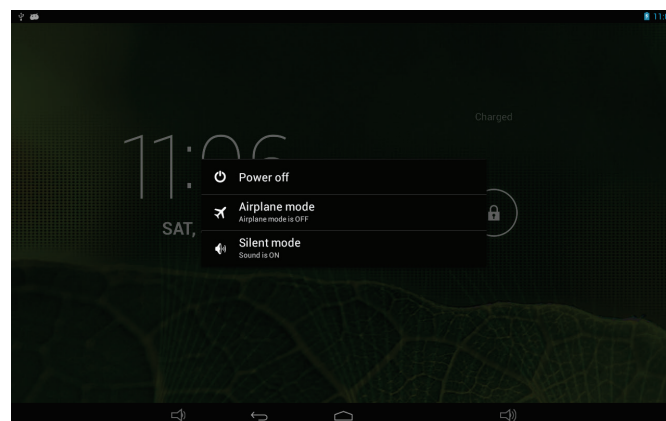 11:06
Charged
Power off
Airplane mode
Airplane mode is OFF
SAT,
Silent mode
Sound is ON